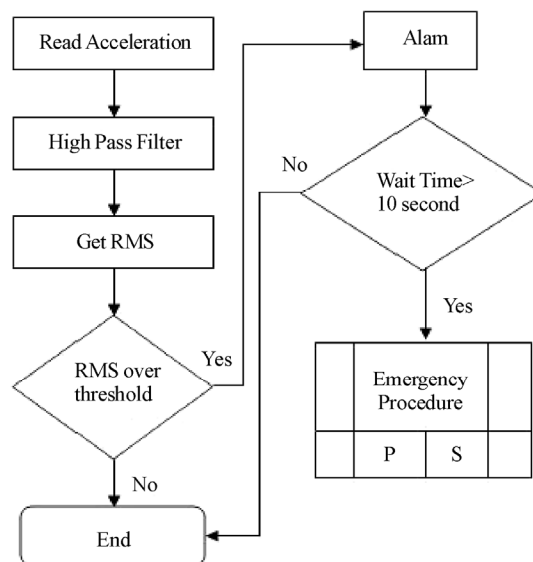 Read Acceleration
High Pass Filter
Get RMS
RMS over
threshold
Yes
No
End
Alam
Wait Time>
10 second
No
Yes
Emergency
Procedure
P
S